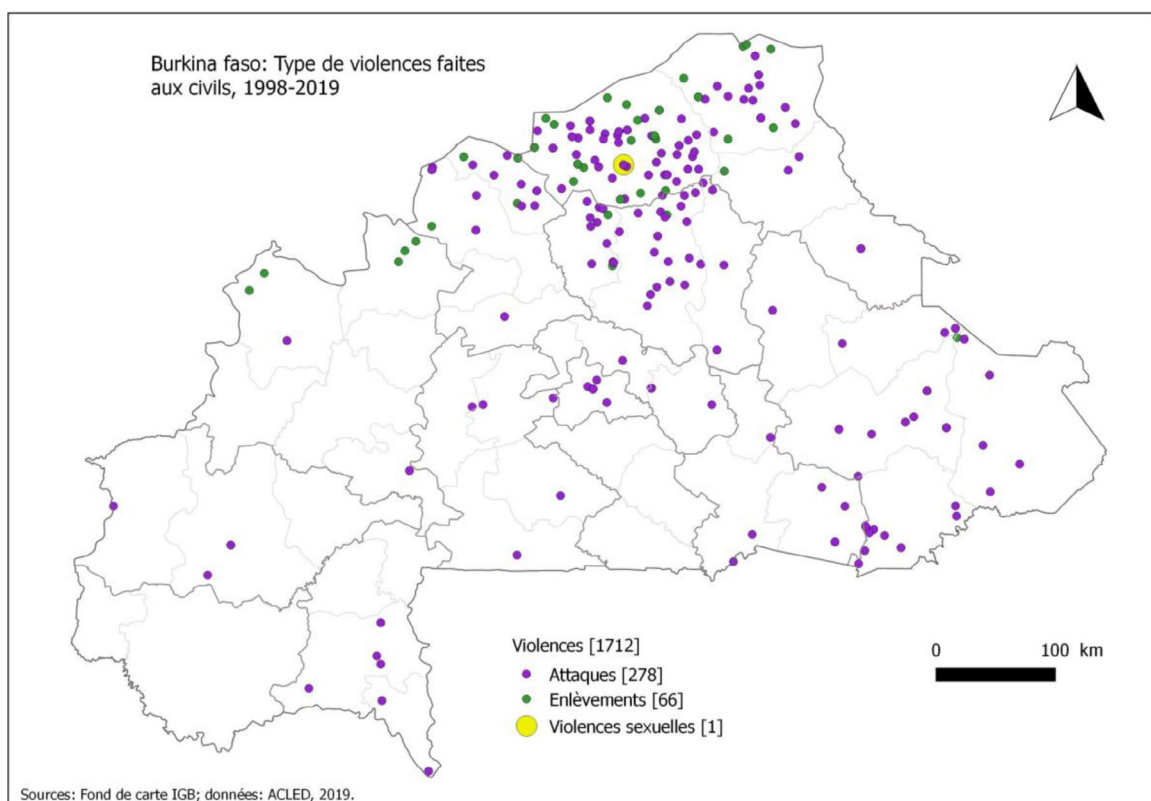 Burkina faso: Type de violences faites
aux civils, 1998-2019
Violences [1712]
Attaques [278]
Enlèvements [66]
Violences sexuelles [1]
0 100 km
Sources: Fond de carte IGB; données: ACLED, 2019.